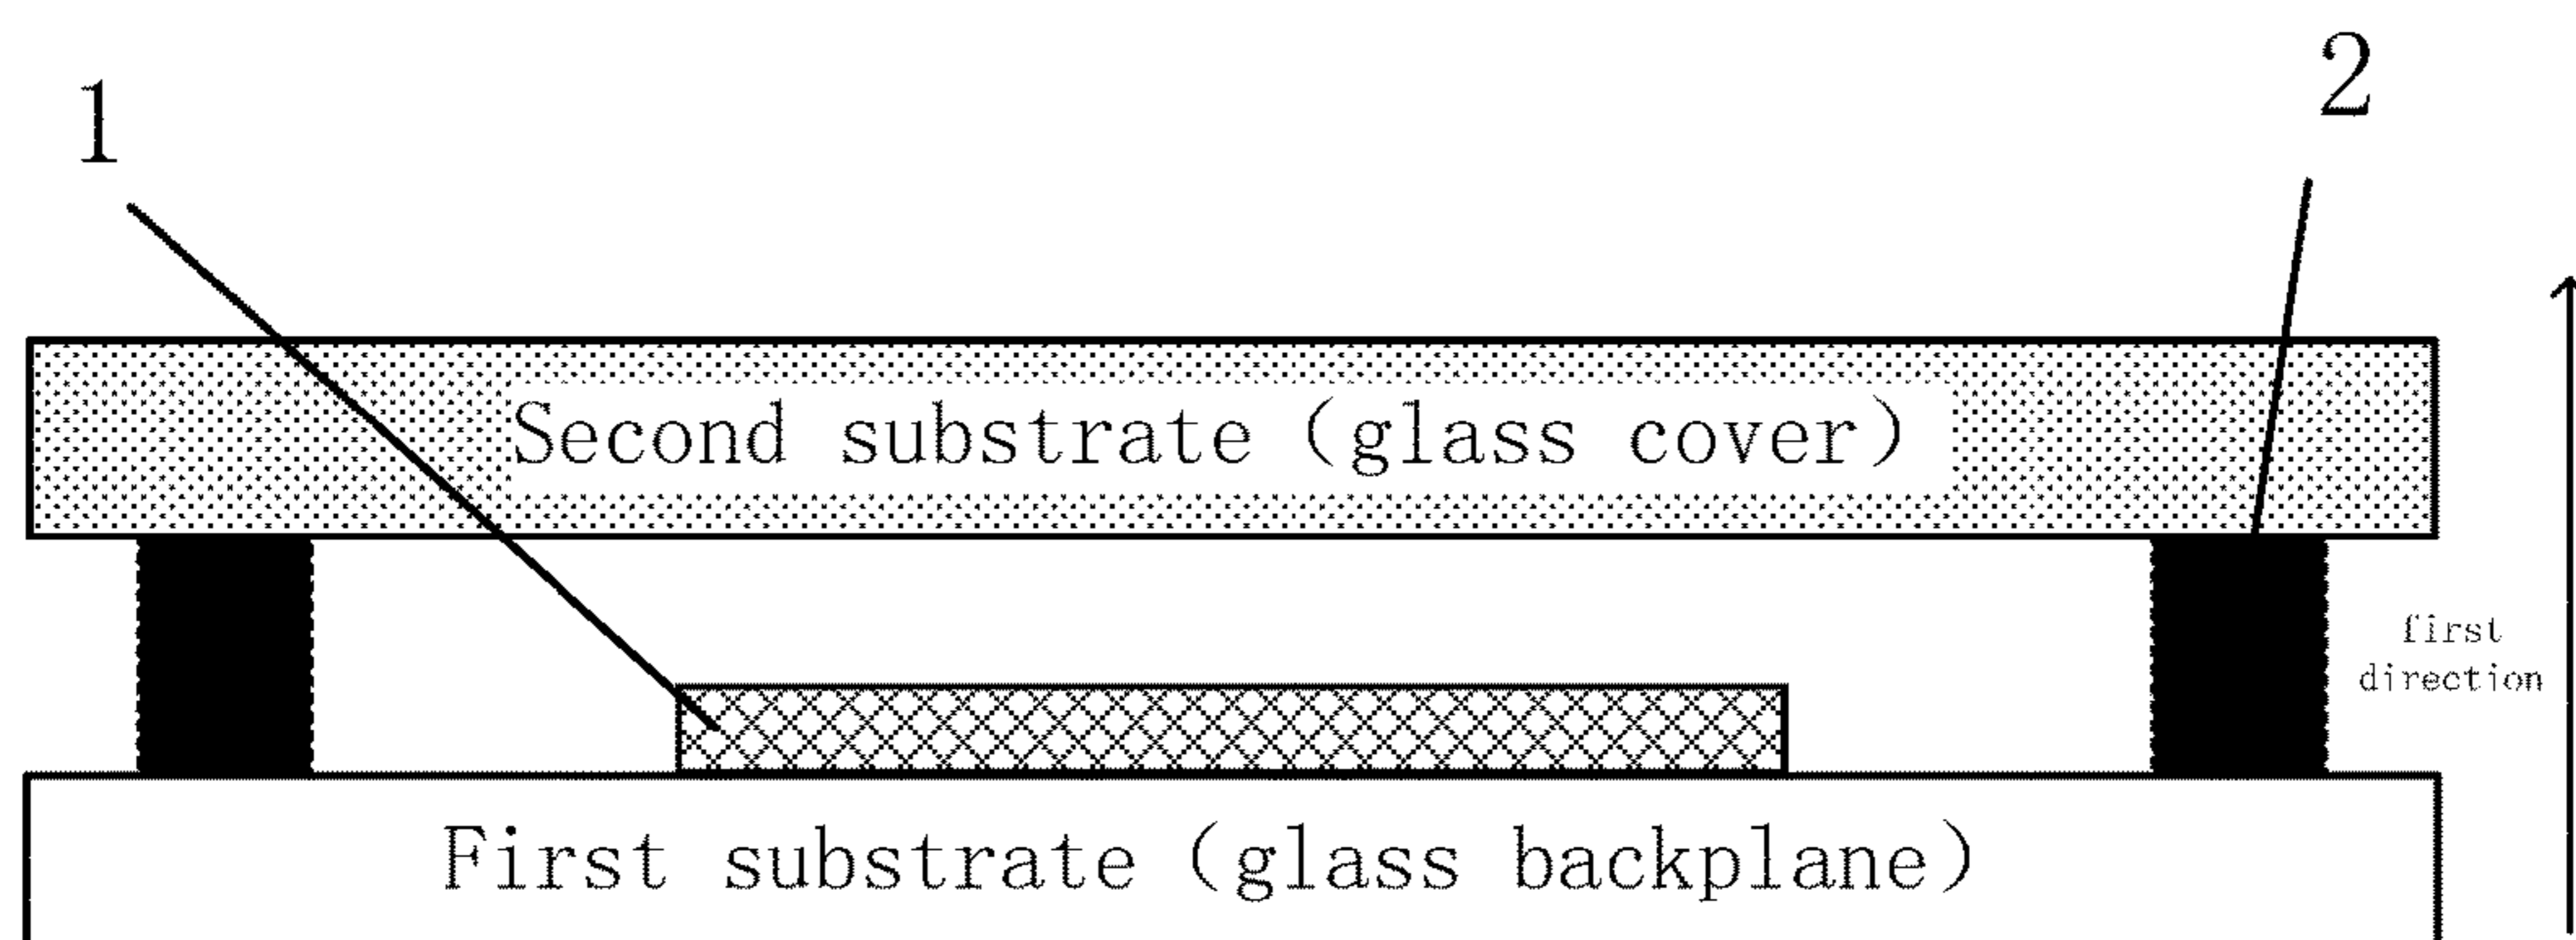 1
2
Second substrate (glass cover)
first
direction
First substrate (glass backplane)